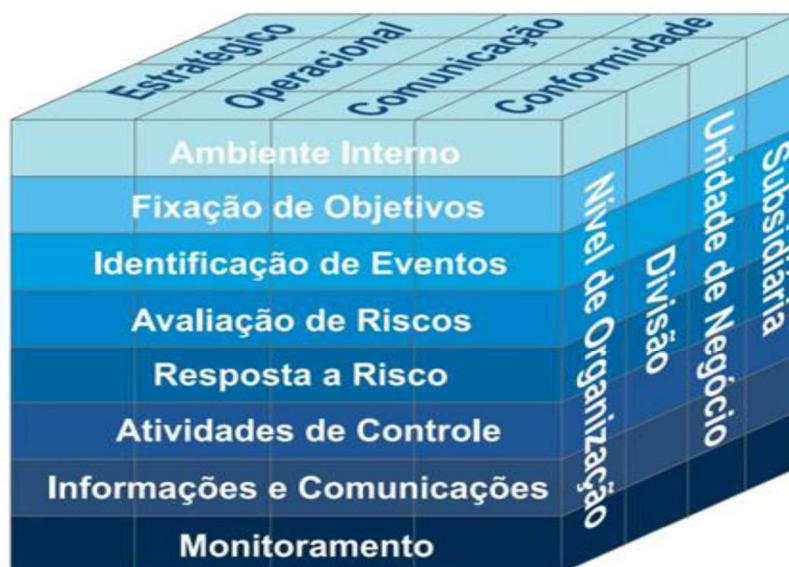 Estratégico
Operacional
Comunicação
Conformidade
Ambiente Interno
Fixação de Objetivos
Identificação de Eventos
Avaliação de Riscos
Resposta a Risco
Atividades de Controle
Informações e Comunicações
Monitoramento
Nível de Organização
Divisão
Unidade de Negócio
Subsidiária